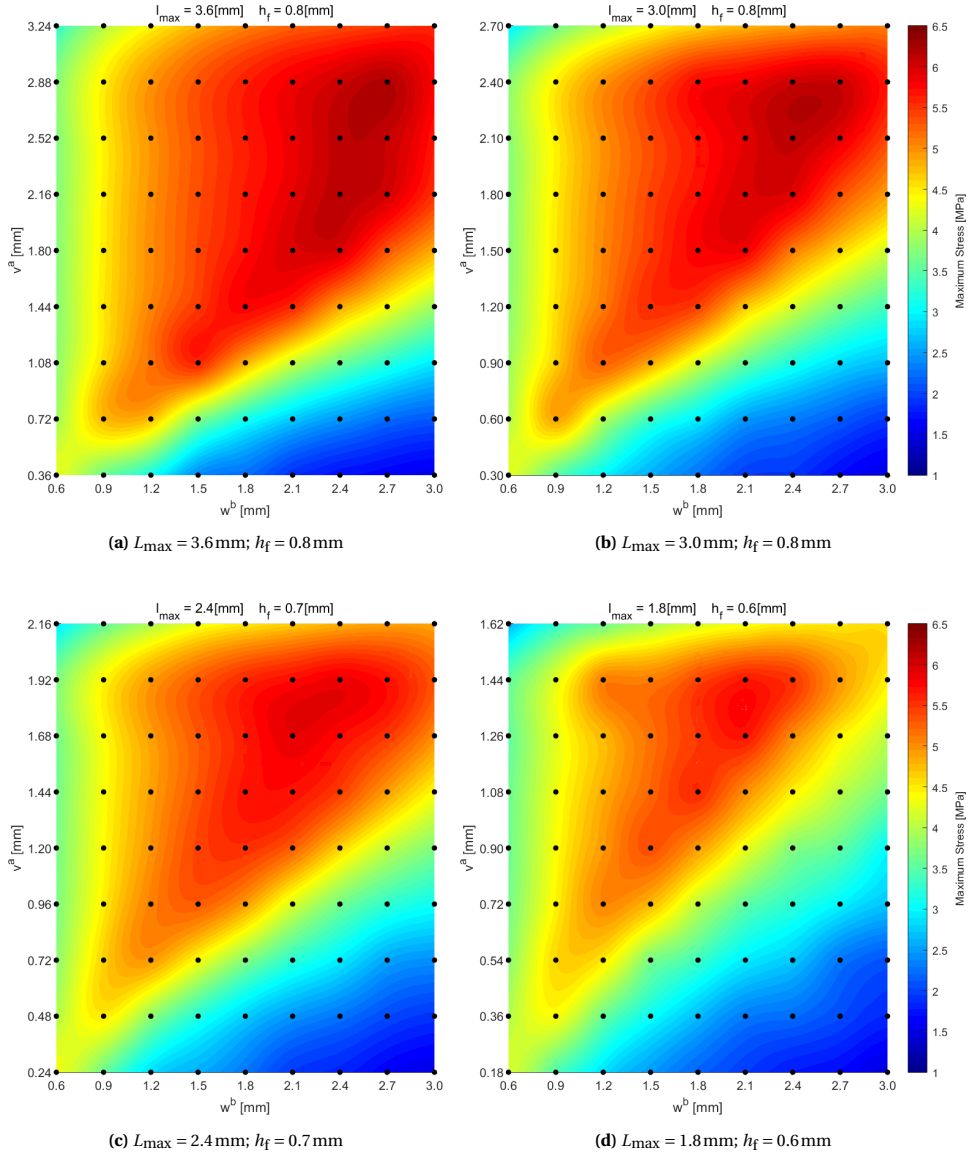 l_max = 3.6[mm] h_f = 0.8[mm]
3.24
2.88
2.52
2.16
1.80
1.44
1.08
0.72
0.36
v^a [mm]
0.6 0.9 1.2 1.5 1.8 2.1 2.4 2.7 3.0
w^b [mm]
(a) L_max = 3.6 mm; h_f = 0.8 mm
l_max = 3.0[mm] h_f = 0.8[mm]
2.70
2.40
2.10
1.80
1.50
1.20
0.90
0.60
0.30
v^a [mm]
0.6 0.9 1.2 1.5 1.8 2.1 2.4 2.7 3.0
w^b [mm]
6.5
6
5.5
5
4.5
4
3.5
3
2.5
2
1.5
1
Maximum Stress [MPa]
(b) L_max = 3.0 mm; h_f = 0.8 mm
l_max = 2.4[mm] h_f = 0.7[mm]
2.16
1.92
1.68
1.44
1.20
0.96
0.72
0.48
0.24
v^a [mm]
0.6 0.9 1.2 1.5 1.8 2.1 2.4 2.7 3.0
w^b [mm]
(c) L_max = 2.4 mm; h_f = 0.7 mm
l_max = 1.8[mm] h_f = 0.6[mm]
1.62
1.44
1.26
1.08
0.90
0.72
0.54
0.36
0.18
v^a [mm]
0.6 0.9 1.2 1.5 1.8 2.1 2.4 2.7 3.0
w^b [mm]
6.5
6
5.5
5
4.5
4
3.5
3
2.5
2
1.5
1
Maximum Stress [MPa]
(d) L_max = 1.8 mm; h_f = 0.6 mm